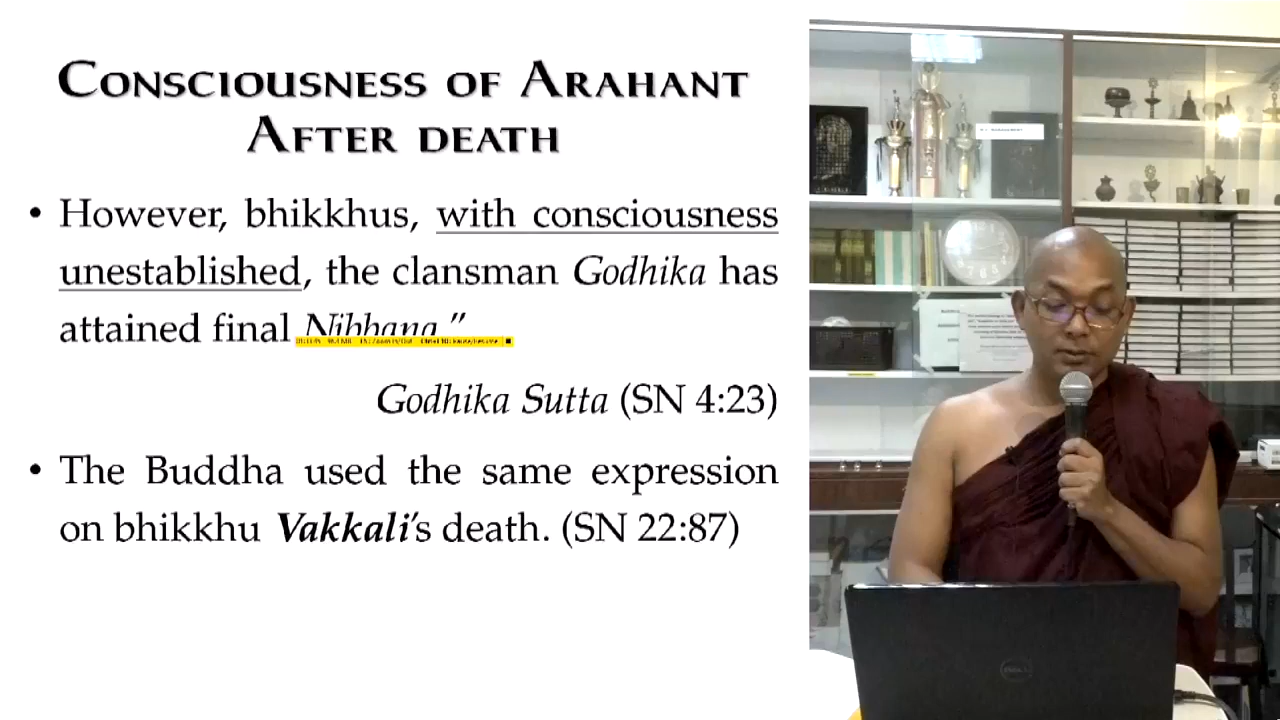 CONSCIOUSNESS OF ARAHANT
AFTER DEATH
• However, bhikkhus, with consciousness
unestablished, the clansman Godhika has
attained final Nibbana.”
Godhika Sutta (SN 4:23)
• The Buddha used the same expression
on bhikkhu Vakkali’s death. (SN 22:87)
DELL